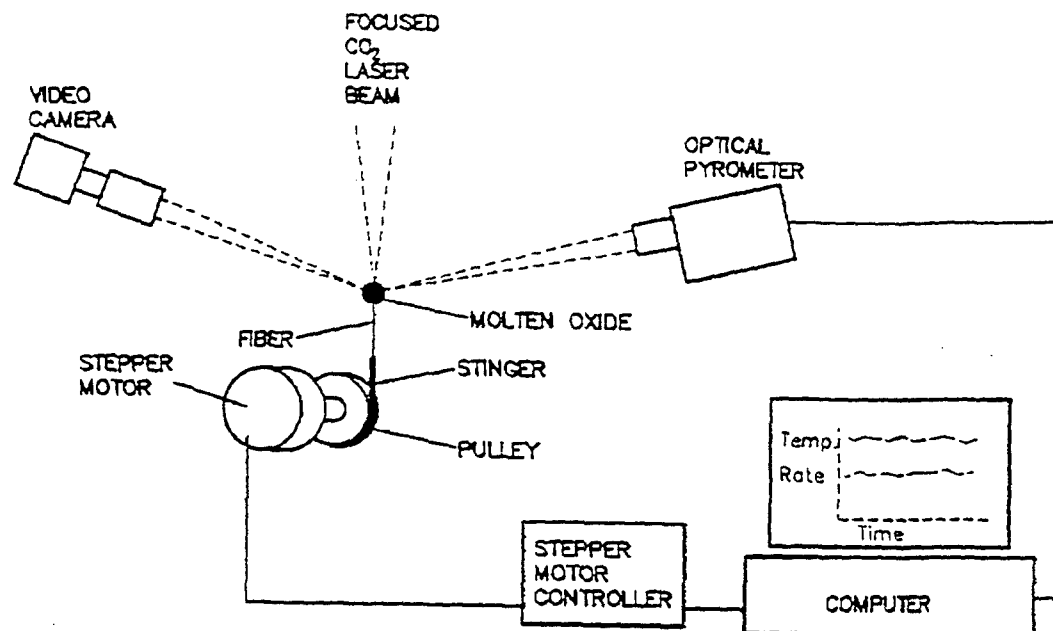 FOCUSED
CO2
LASER
BEAM
VIDEO
CAMERA
OPTICAL
PYROMETER
MOLTEN OXIDE
FIBER
STEPPER
MOTOR
STINGER
PULLEY
Temp.
Rate
Time
STEPPER
MOTOR
CONTROLLER
COMPUTER